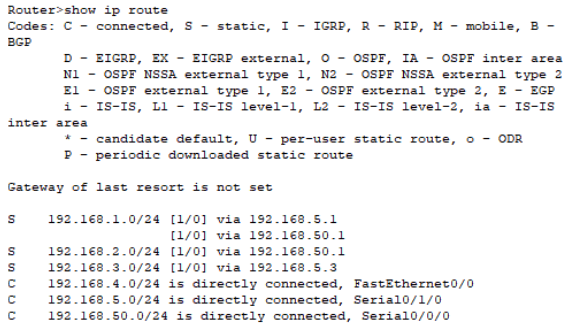 Router>show ip route
Codes: C - connected, S - static, I - IGRP, R - RIP, M - mobile, B -
BGP
D - EIGRP, EX - EIGRP external, O - OSPF, IA - OSPF inter area
N1 - OSPF NSSA external type 1, N2 - OSPF NSSA external type 2
E1 - OSPF external type 1, E2 - OSPF external type 2, E - EGP
i - IS-IS, L1 - IS-IS level-1, L2 - IS-IS level-2, ia - IS-IS
inter area
* - candidate default, U - per-user static route, o - ODR
P - periodic downloaded static route
Gateway of last resort is not set
S 192.168.1.0/24 [1/0] via 192.168.5.1
[1/0] via 192.168.50.1
S 192.168.2.0/24 [1/0] via 192.168.50.1
S 192.168.3.0/24 [1/0] via 192.168.5.3
C 192.168.4.0/24 is directly connected, FastEthernet0/0
C 192.168.5.0/24 is directly connected, Serial0/1/0
C 192.168.50.0/24 is directly connected, Serial0/0/0